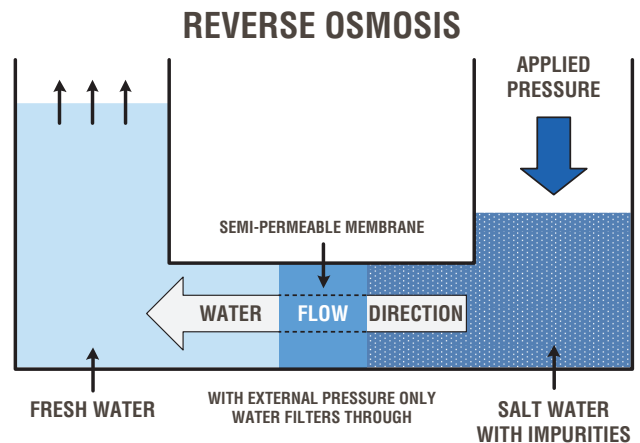 REVERSE OSMOSIS
APPLIED
PRESSURE
SEMI-PERMEABLE MEMBRANE
WATER FLOW DIRECTION
FRESH WATER
WITH EXTERNAL PRESSURE ONLY
WATER FILTERS THROUGH
SALT WATER
WITH IMPURITIES